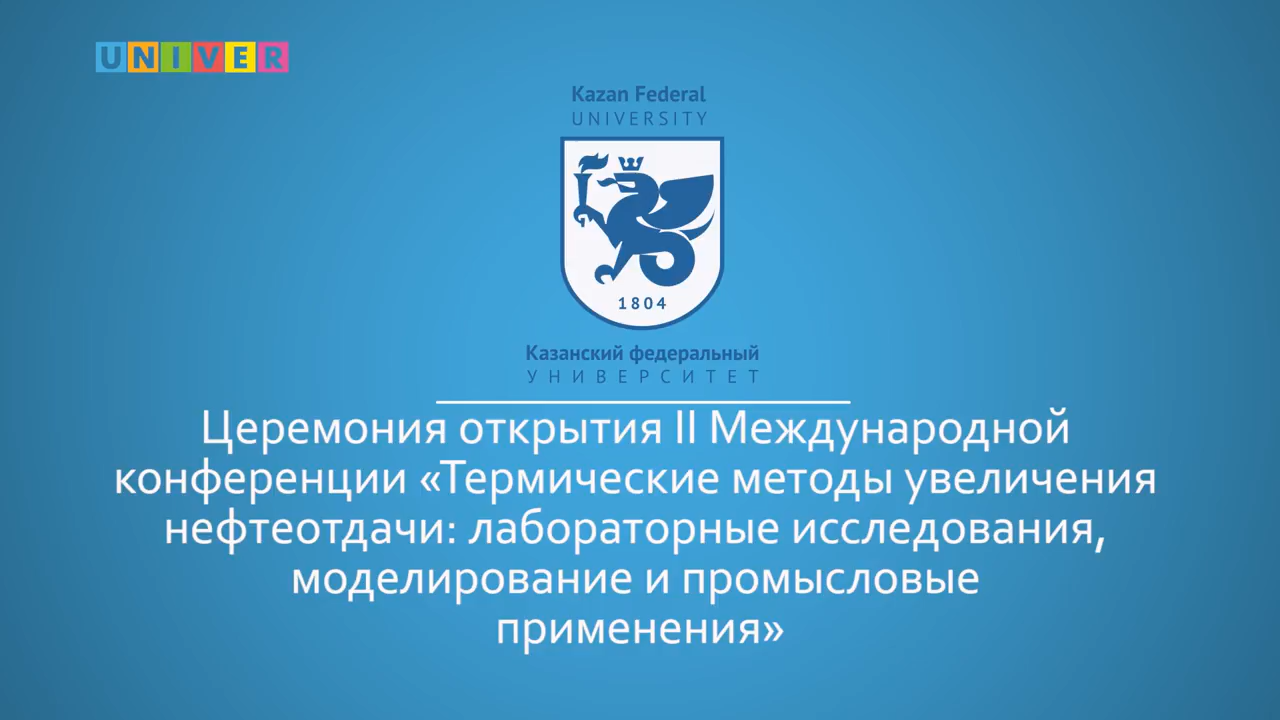 UNIVER
Kazan Federal
UNIVERSITY
1804
Казанский федеральный
УНИВЕРСИТЕТ
Церемония открытия II Международной
конференции «Термические методы увеличения
нефтеотдачи: лабораторные исследования,
моделирование и промысловые
применения»